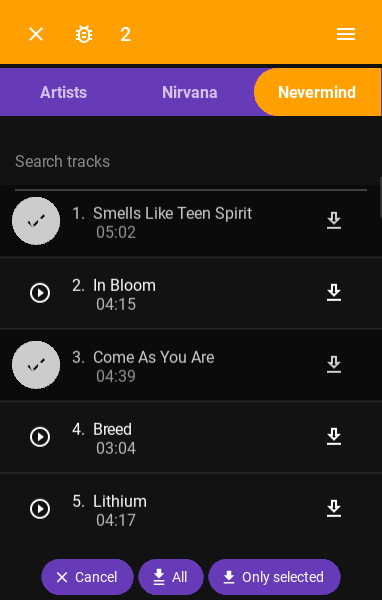 2
Artists Nirvana Nevermind
Search tracks
1. Smells Like Teen Spirit
05:02
2. In Bloom
04:15
3. Come As You Are
04:39
4. Breed
03:04
5. Lithium
04:17
Cancel All Only selected